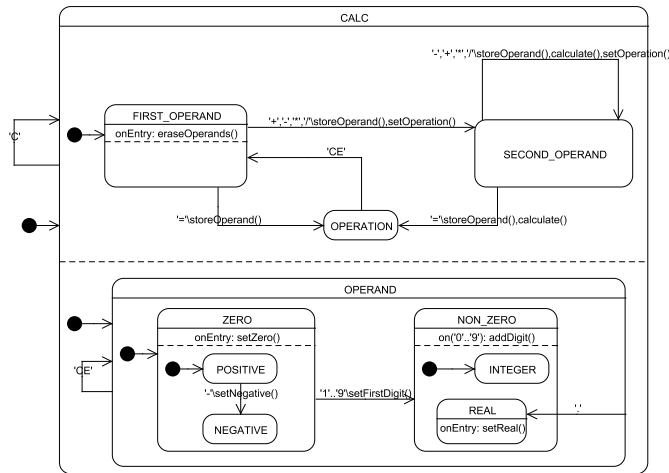 CALC
'-','+','*','/'\storeOperand(),calculate(),setOperation()
'C'
FIRST_OPERAND
onEntry: eraseOperands()
'+','-','*','/'\storeOperand(),setOperation()
SECOND_OPERAND
'CE'
'='\storeOperand()
OPERATION
'='\storeOperand(),calculate()
OPERAND
ZERO
onEntry: setZero()
NON_ZERO
on('0'..'9'): addDigit()
'CE'
POSITIVE
INTEGER
'-'\setNegative()
'1'..'9'\setFirstDigit()
REAL
'.'
onEntry: setReal()
NEGATIVE